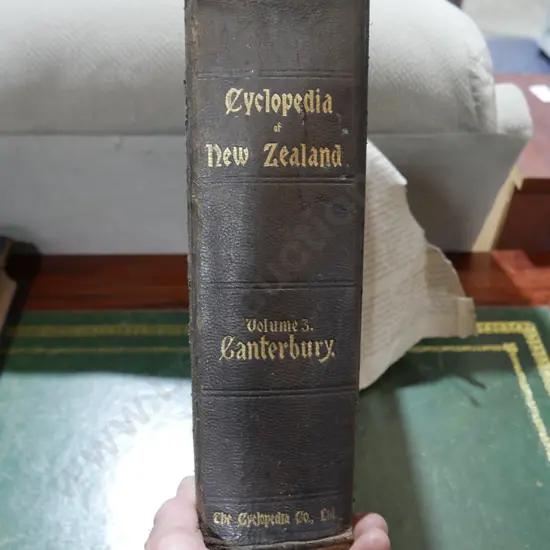 Cyclopedia
of
New Zealand
Volume 3.
Canterbury.
The Cyclopedia Co., Ltd.